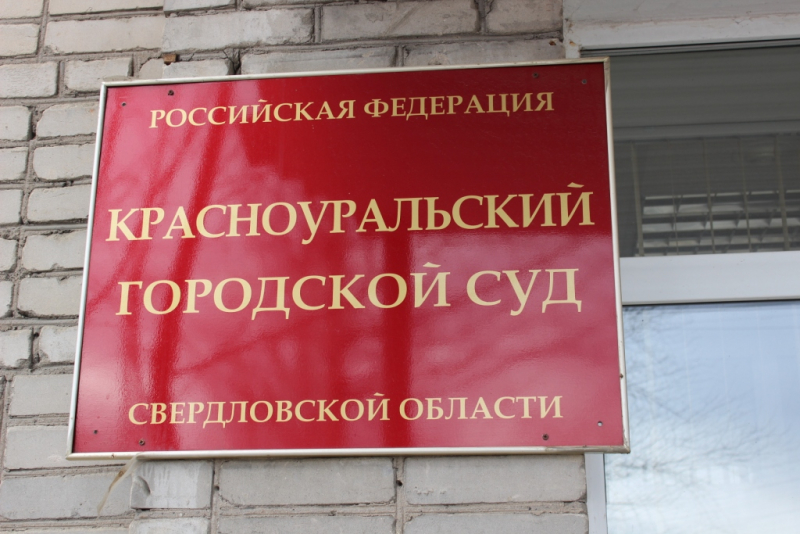 РОССИЙСКАЯ ФЕДЕРАЦИЯ
КРАСНОУРАЛЬСКИЙ
ГОРОДСКОЙ СУД
СВЕРДЛОВСКОЙ ОБЛАСТИ